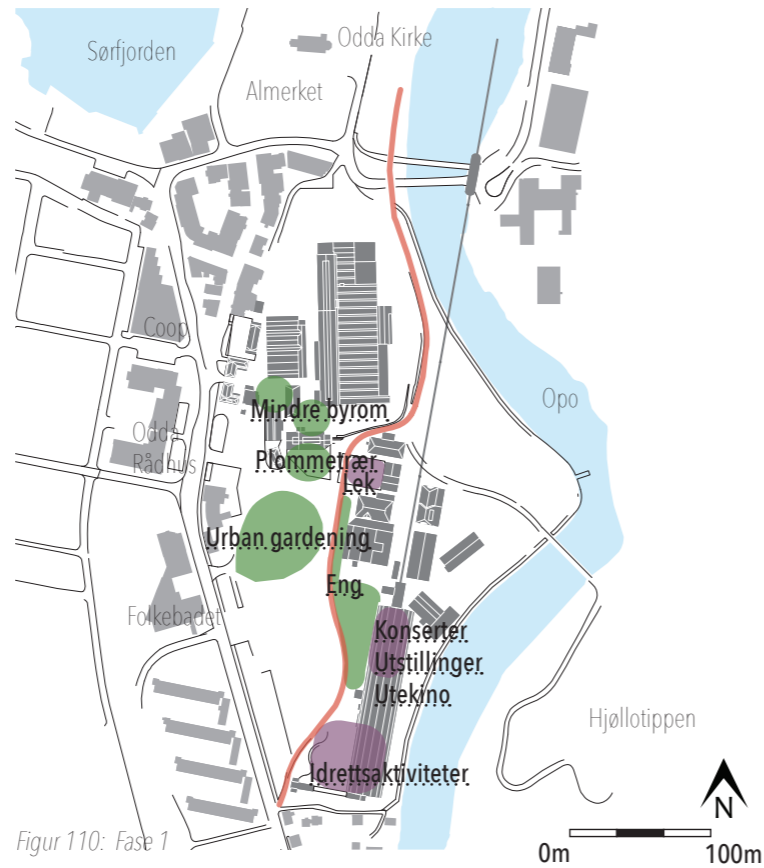 Odda Kirke
Sørfjorden
Almerket
Coop
Opo
Mindre byrom
Odda
Rådhus
Plommetrær
Lek
Urban gardening
Eng
Folkebadet
Konserter
Utstillinger
Utekino
Hjøllotippen
Idrettsaktiviteter
N
Figur 110: Fase 1
0m 100m